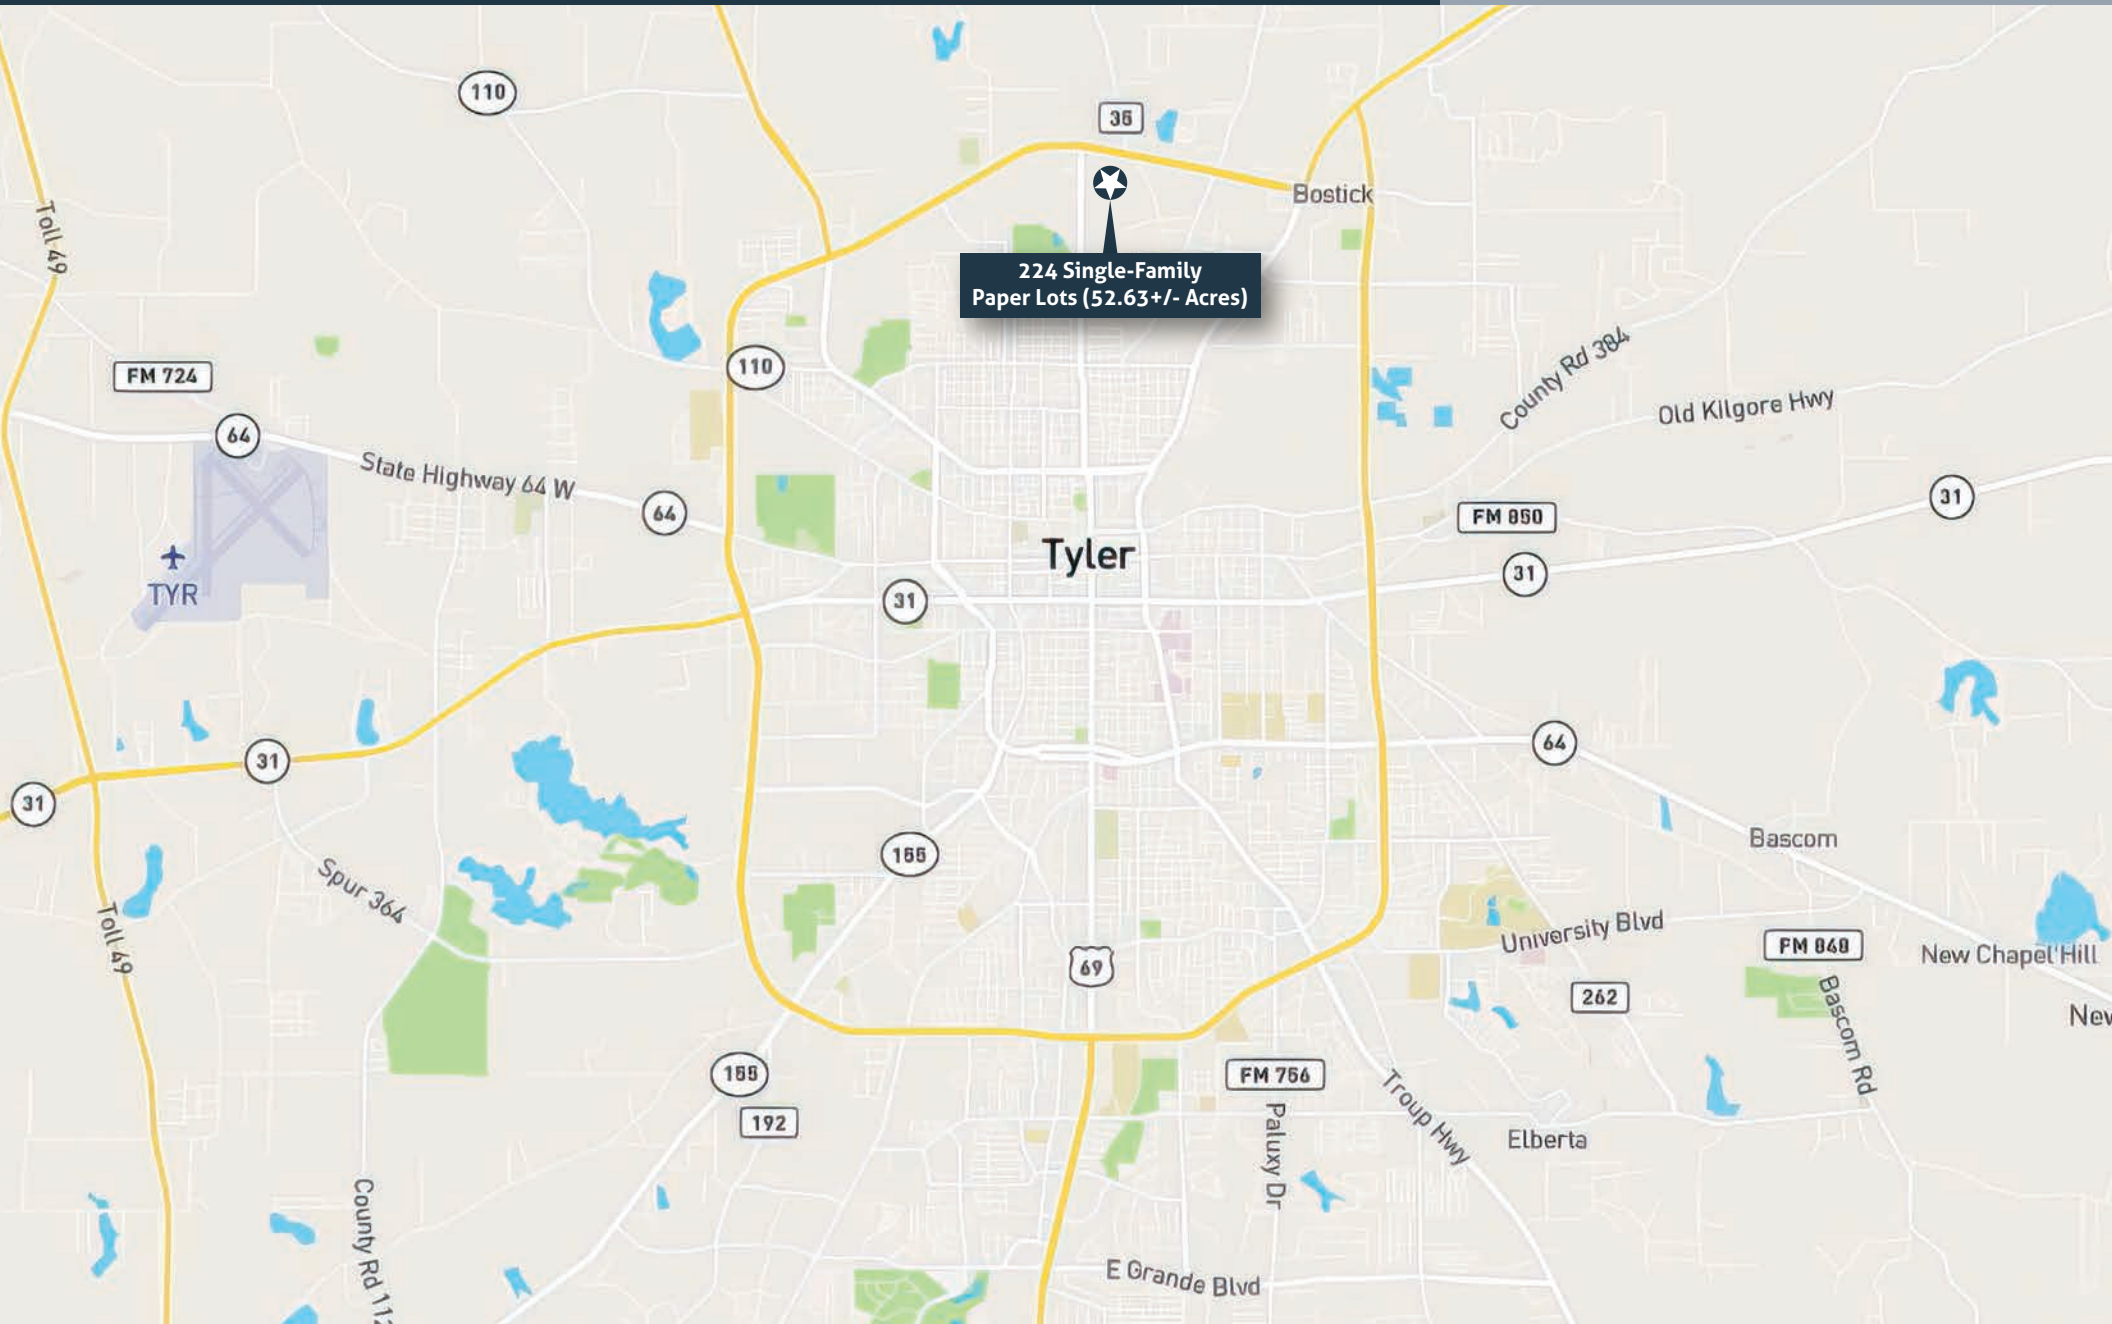 110
35
Bostick
Toll 49
224 Single-Family
Paper Lots (52.63+/- Acres)
110
FM 724
County Rd 384
Old Kilgore Hwy
64
State Highway 64 W
64
31
FM 850
Tyler
31
TYR
31
64
31
31
Bascom
155
Spur 364
University Blvd
Toll 49
FM 848
New Chapel Hill
69
262
Bascom Rd
New
155
FM 756
192
Troup Hwy
Paluxy Dr
Elberta
County Rd 112
E Grande Blvd